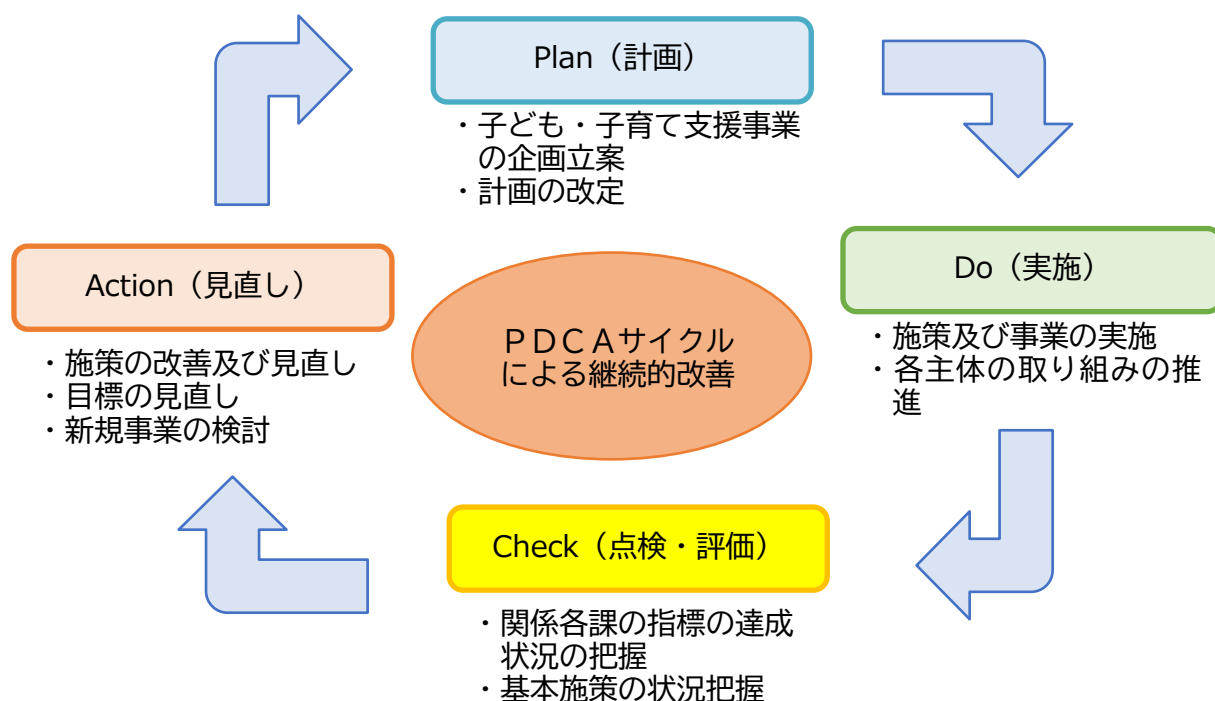 Plan（計画）
・子ども・子育て支援事業
の企画立案
・計画の改定
Do（実施）
・施策及び事業の実施
・各主体の取り組みの推
進
Check（点検・評価）
・関係各課の指標の達成
状況の把握
・基本施策の状況把握
Action（見直し）
・施策の改善及び見直し
・目標の見直し
・新規事業の検討
ＰＤＣＡサイクル
による継続的改善